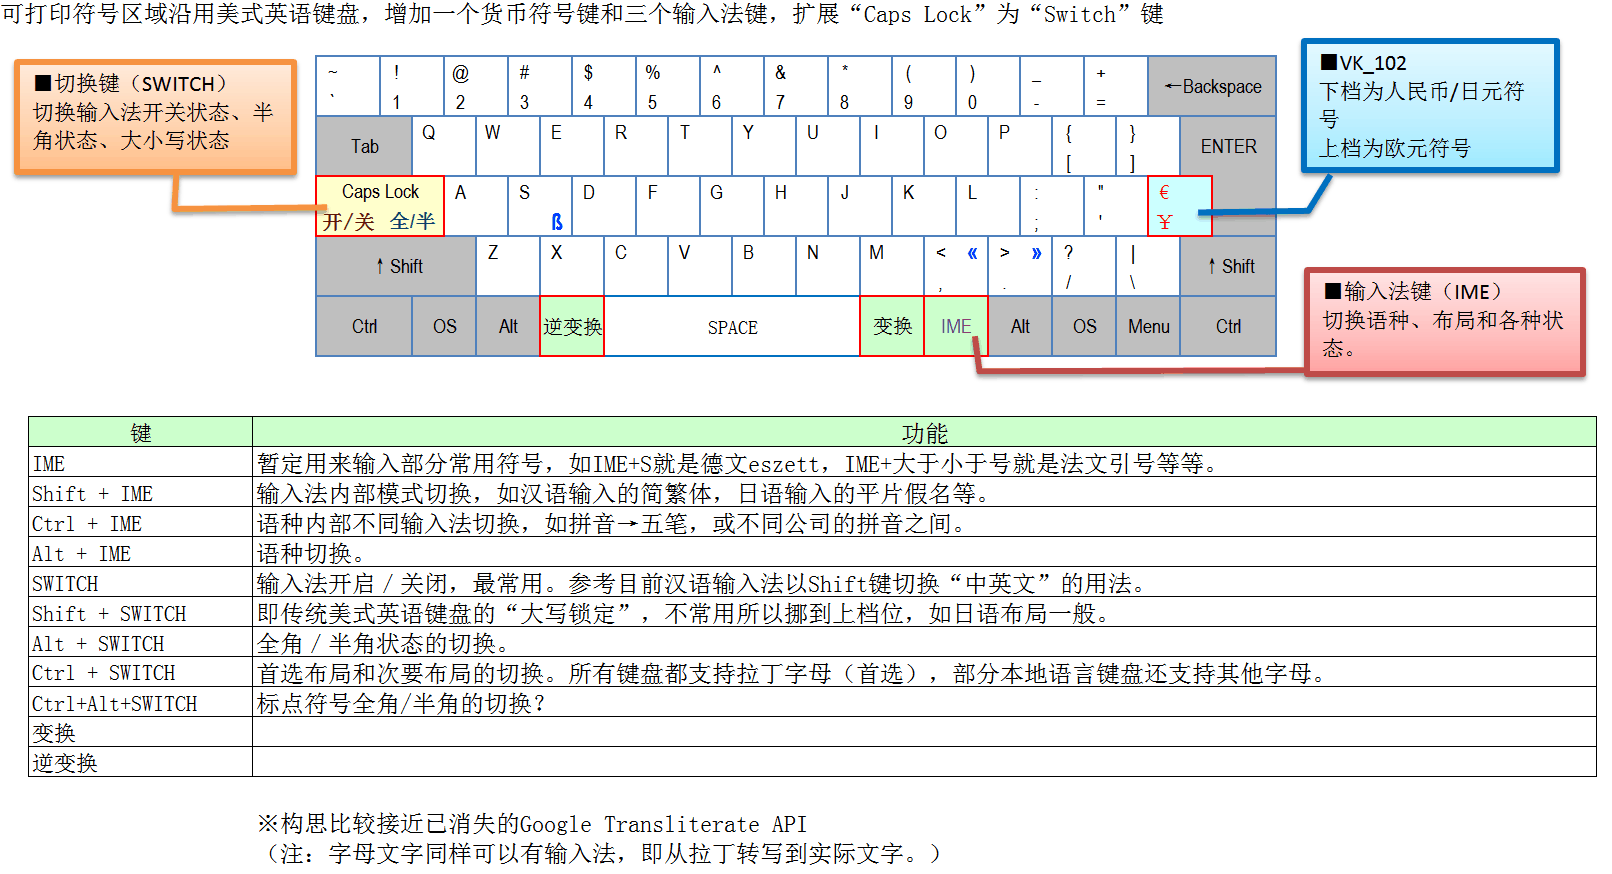 可打印符号区域沿用美式英语键盘，增加一个货币符号键和三个输入法键，扩展“Caps Lock”为“Switch”键
■切换键（SWITCH）
切换输入法开关状态、半
角状态、大小写状态
■VK_102
下档为人民币/日元符
号
上档为欧元符号
~ ! @ # $ % ^ & * ( ) _ +
` 1 2 3 4 5 6 7 8 9 0 - =
←Backspace
Tab Q W E R T Y U I O P { }
[ ]
ENTER
Caps Lock A S D F G H J K L : " €
开/关 全/半 ß ; ' ￥
↑Shift Z X C V B N M < « > » ? | ↑Shift
, . / \
Ctrl OS Alt 逆变换 SPACE 变换 IME Alt OS Menu Ctrl
■输入法键（IME）
切换语种、布局和各种状
态。
键 功能
IME 暂定用来输入部分常用符号，如IME+S就是德文eszett，IME+大于小于号就是法文引号等等。
Shift + IME 输入法内部模式切换，如汉语输入的简繁体，日语输入的平片假名等。
Ctrl + IME 语种内部不同输入法切换，如拼音→五笔，或不同公司的拼音之间。
Alt + IME 语种切换。
SWITCH 输入法开启／关闭，最常用。参考目前汉语输入法以Shift键切换“中英文”的用法。
Shift + SWITCH 即传统美式英语键盘的“大写锁定”，不常用所以挪到上档位，如日语布局一般。
Alt + SWITCH 全角／半角状态的切换。
Ctrl + SWITCH 首选布局和次要布局的切换。所有键盘都支持拉丁字母（首选），部分本地语言键盘还支持其他字母。
Ctrl+Alt+SWITCH 标点符号全角/半角的切换？
变换
逆变换
※构思比较接近已消失的Google Transliterate API
（注：字母文字同样可以有输入法，即从拉丁转写到实际文字。）